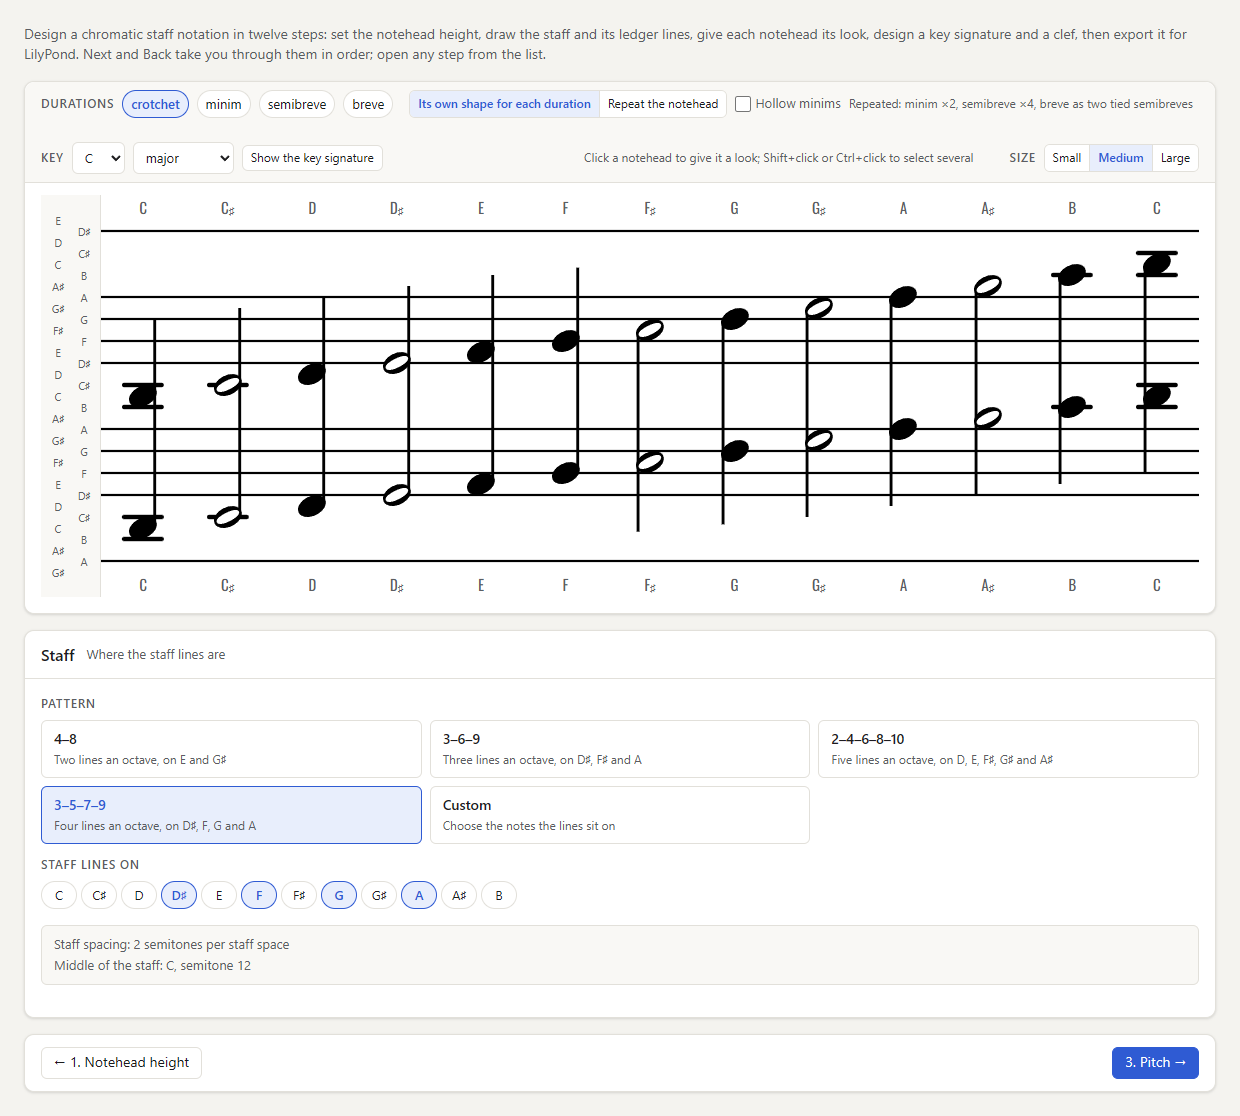 Design a chromatic staff notation in twelve steps: set the notehead height, draw the staff and its ledger lines, give each notehead its look, design a key signature and a clef, then export it for
LilyPond. Next and Back take you through them in order; open any step from the list.
DURATIONS crotchet minim semibreve breve Its own shape for each duration Repeat the notehead Hollow minims Repeated: minim ×2, semibreve ×4, breve as two tied semibreves
KEY C major Show the key signature Click a notehead to give it a look; Shift+click or Ctrl+click to select several SIZE Small Medium Large
C C♯ D D♯ E F F♯ G G♯ A A♯ B C
E
D♯
D
C♯
C
B
A♯
A
G♯
G
F♯
F
E
D♯
D
C♯
C
B
A♯
A
G♯
G
F♯
F
E
D♯
D
C♯
C
B
A♯
A
G♯
C C♯ D D♯ E F F♯ G G♯ A A♯ B C
Staff Where the staff lines are
PATTERN
4–8
Two lines an octave, on E and G♯
3–6–9
Three lines an octave, on D♯, F♯ and A
2–4–6–8–10
Five lines an octave, on D, E, F♯, G♯ and A♯
3–5–7–9
Four lines an octave, on D♯, F, G and A
Custom
Choose the notes the lines sit on
STAFF LINES ON
C C♯ D D♯ E F F♯ G G♯ A A♯ B
Staff spacing: 2 semitones per staff space
Middle of the staff: C, semitone 12
← 1. Notehead height
3. Pitch →